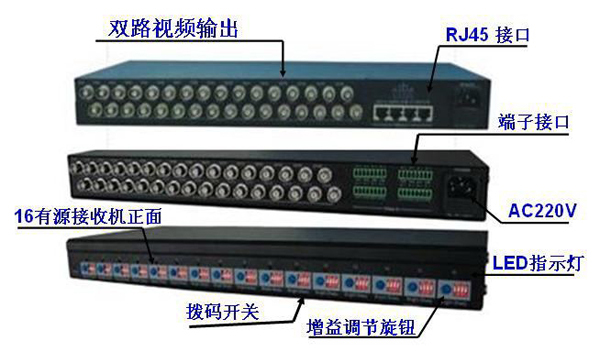 双路视频输出
RJ45 接口
端子接口
AC220V
16有源接收机正面
LED指示灯
拨码开关
增益调节旋钮